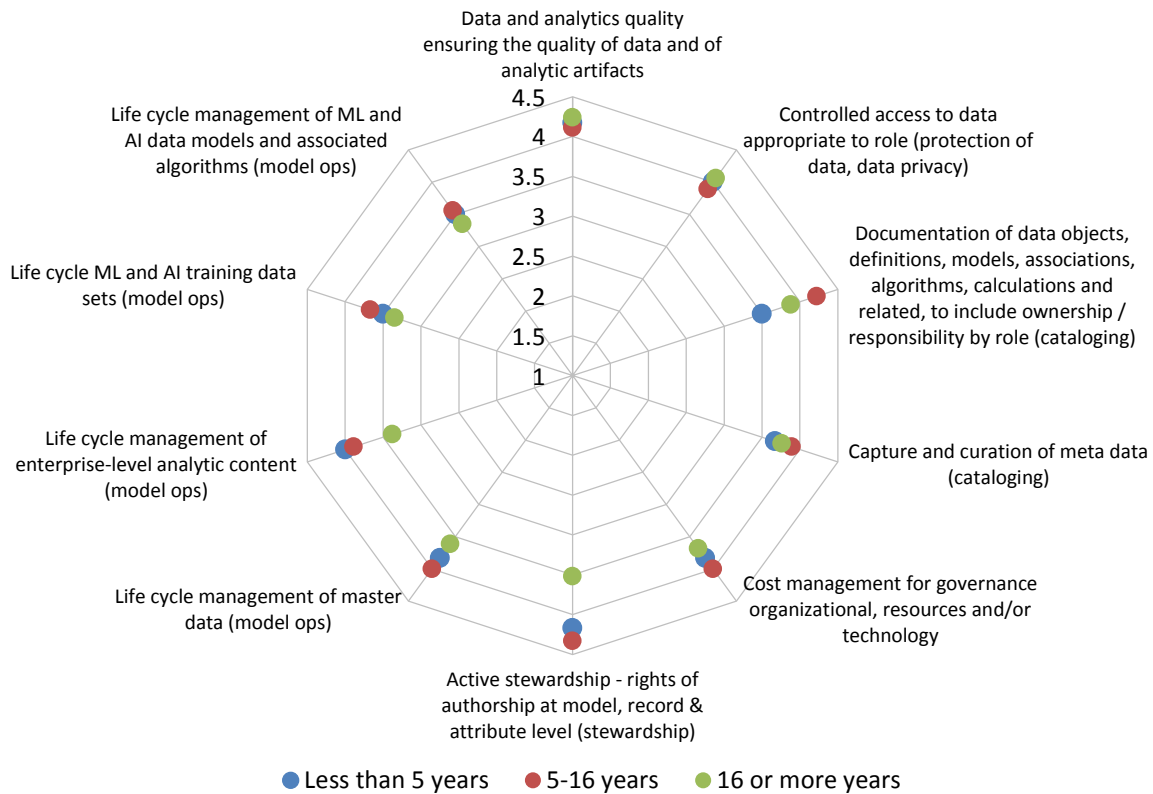 Data and analytics quality
ensuring the quality of data and of
analytic artifacts
Controlled access to data
appropriate to role (protection of
data, data privacy)
Documentation of data objects,
definitions, models, associations,
algorithms, calculations and
related, to include ownership /
responsibility by role (cataloging)
Capture and curation of meta data
(cataloging)
Cost management for governance
organizational, resources and/or
technology
Active stewardship - rights of
authorship at model, record &
attribute level (stewardship)
Life cycle management of master
data (model ops)
Life cycle management of
enterprise-level analytic content
(model ops)
Life cycle ML and AI training data
sets (model ops)
Life cycle management of ML and
AI data models and associated
algorithms (model ops)
4.5
4
3.5
3
2.5
2
1.5
1
Less than 5 years
5-16 years
16 or more years